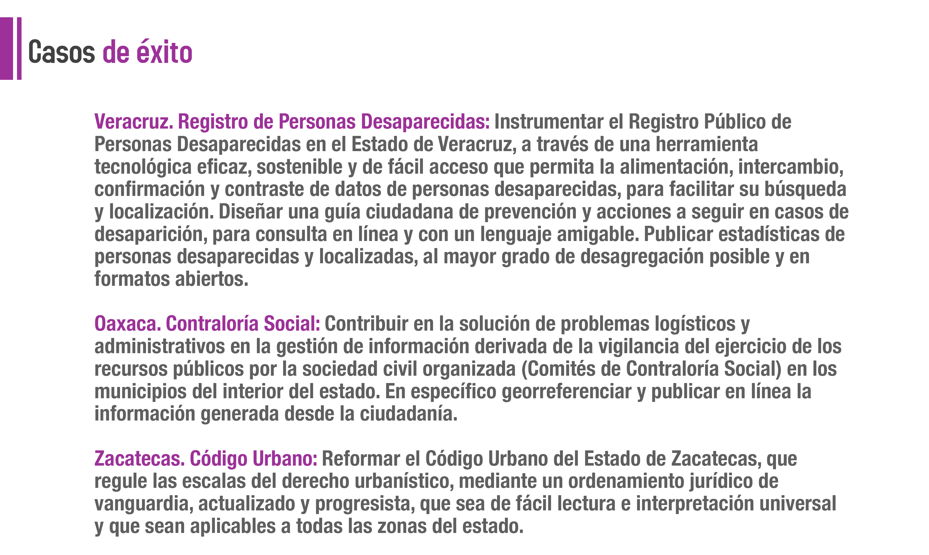 Casos de éxito
Veracruz. Registro de Personas Desaparecidas: Instrumentar el Registro Público de
Personas Desaparecidas en el Estado de Veracruz, a través de una herramienta
tecnológica eficaz, sostenible y de fácil acceso que permita la alimentación, intercambio,
confirmación y contraste de datos de personas desaparecidas, para facilitar su búsqueda
y localización. Diseñar una guía ciudadana de prevención y acciones a seguir en casos de
desaparición, para consulta en línea y con un lenguaje amigable. Publicar estadísticas de
personas desaparecidas y localizadas, al mayor grado de desagregación posible y en
formatos abiertos.
Oaxaca. Contraloría Social: Contribuir en la solución de problemas logísticos y
administrativos en la gestión de información derivada de la vigilancia del ejercicio de los
recursos públicos por la sociedad civil organizada (Comités de Contraloría Social) en los
municipios del interior del estado. En específico georreferenciar y publicar en línea la
información generada desde la ciudadanía.
Zacatecas. Código Urbano: Reformar el Código Urbano del Estado de Zacatecas, que
regule las escalas del derecho urbanístico, mediante un ordenamiento jurídico de
vanguardia, actualizado y progresista, que sea de fácil lectura e interpretación universal
y que sean aplicables a todas las zonas del estado.